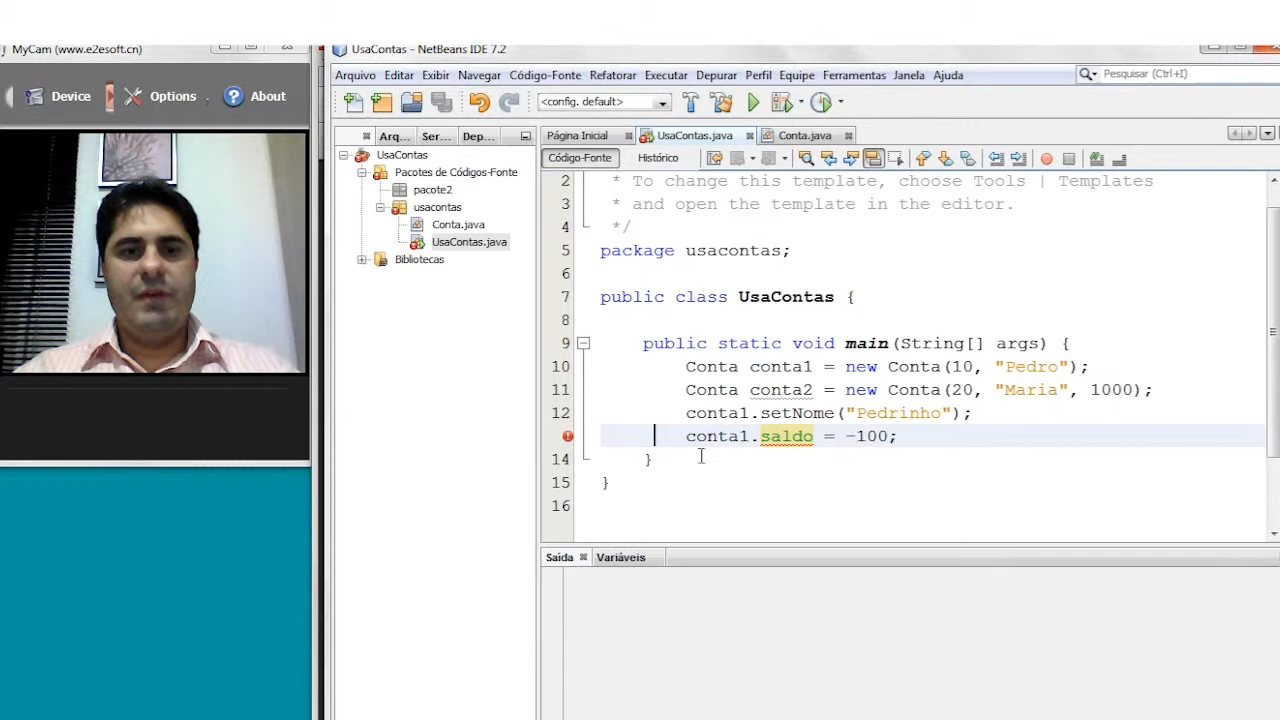 MyCam (www.e2esoft.cn)
Device
Options
About
UsaContas - NetBeans IDE 7.2
Arquivo Editar Exibir Navegar Código-Fonte Refatorar Executar Depurar Perfil Equipe Ferramentas Janela Ajuda
Pesquisar (Ctrl+I)
<config. default>
Arq... Ser... Dep...
UsaContas
Pacotes de Códigos-Fonte
pacote2
usacontas
Conta.java
UsaContas.java
Bibliotecas
Página Inicial UsaContas.java Conta.java
Código-Fonte Histórico
2 * To change this template, choose Tools | Templates
3 * and open the template in the editor.
4 */
5 package usacontas;
6
7 public class UsaContas {
8
9 public static void main(String[] args) {
10 Conta conta1 = new Conta(10, "Pedro");
11 Conta conta2 = new Conta(20, "Maria", 1000);
12 conta1.setNome("Pedrinho");
conta1.saldo = -100;
14 }
15 }
16
Saída Variáveis